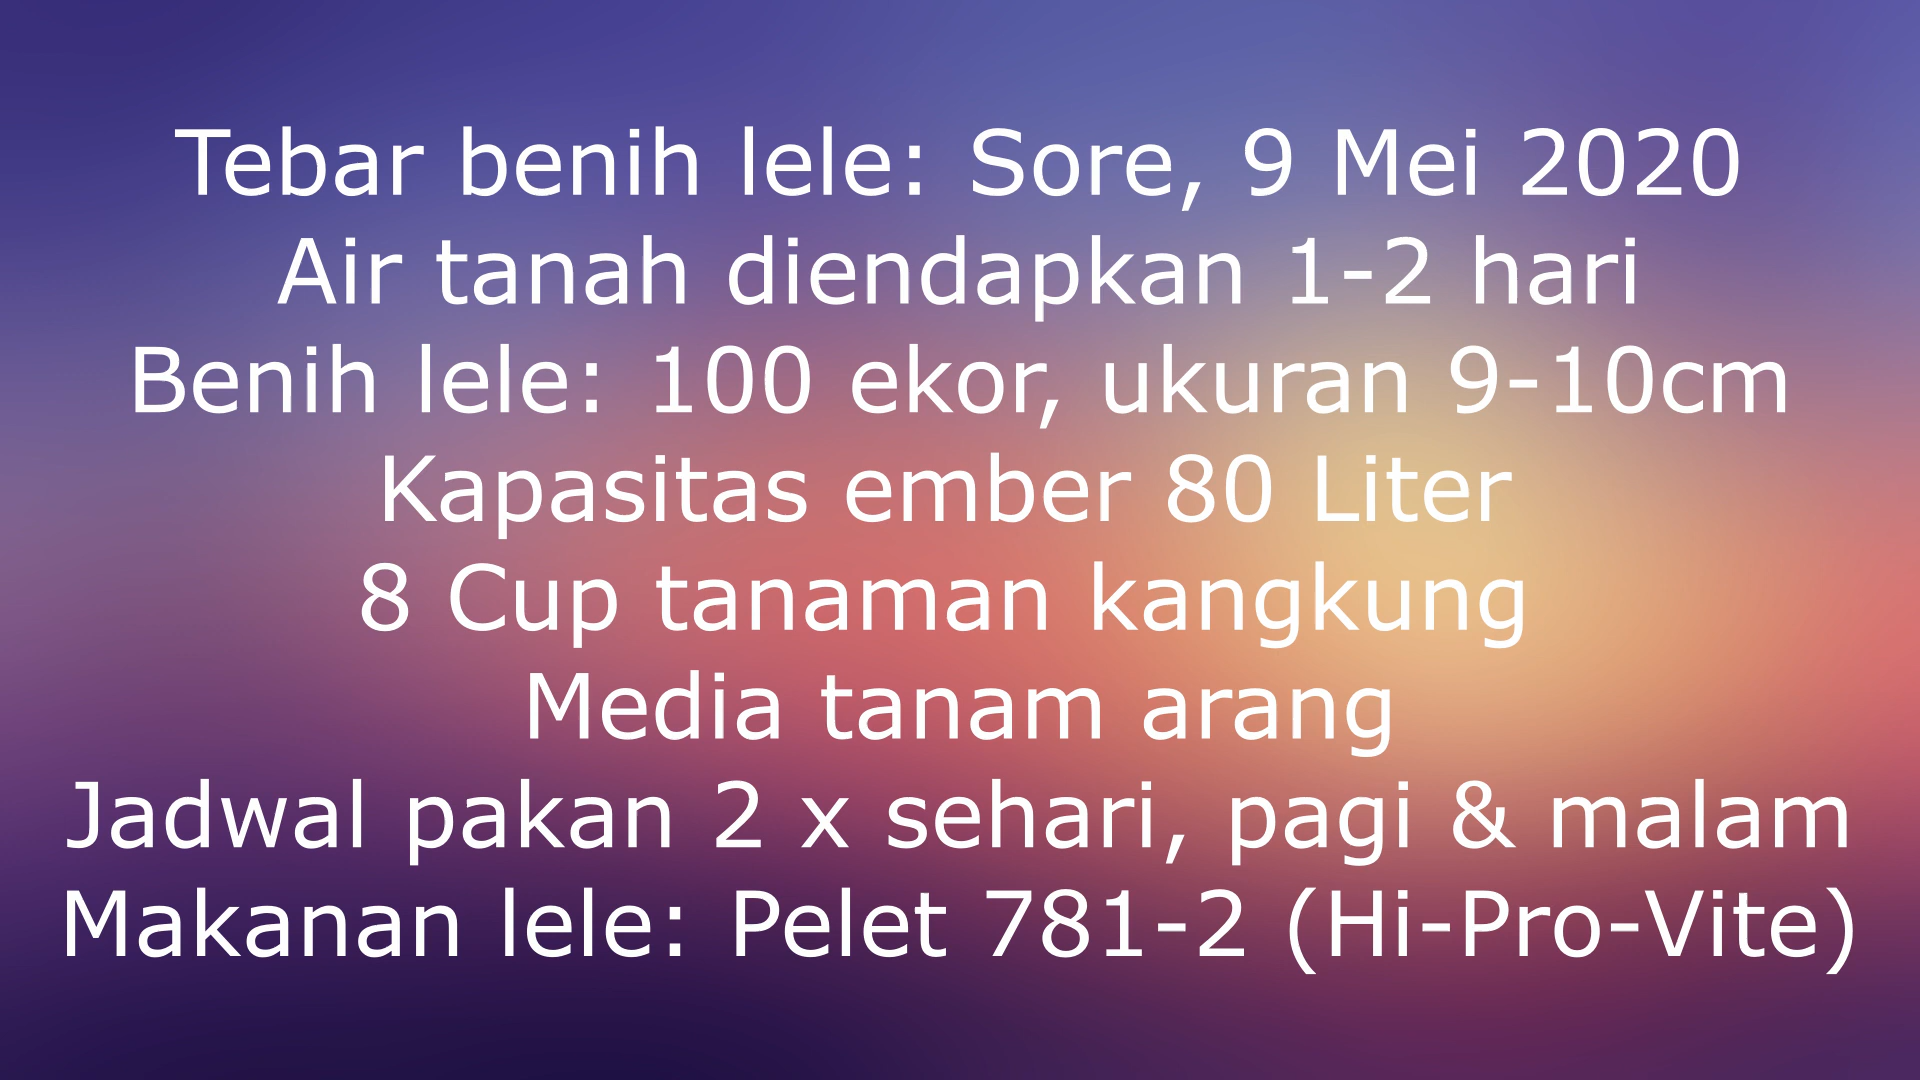 Tebar benih lele: Sore, 9 Mei 2020
Air tanah diendapkan 1-2 hari
Benih lele: 100 ekor, ukuran 9-10cm
Kapasitas ember 80 Liter
8 Cup tanaman kangkung
Media tanam arang
Jadwal pakan 2 x sehari, pagi & malam
Makanan lele: Pelet 781-2 (Hi-Pro-Vite)